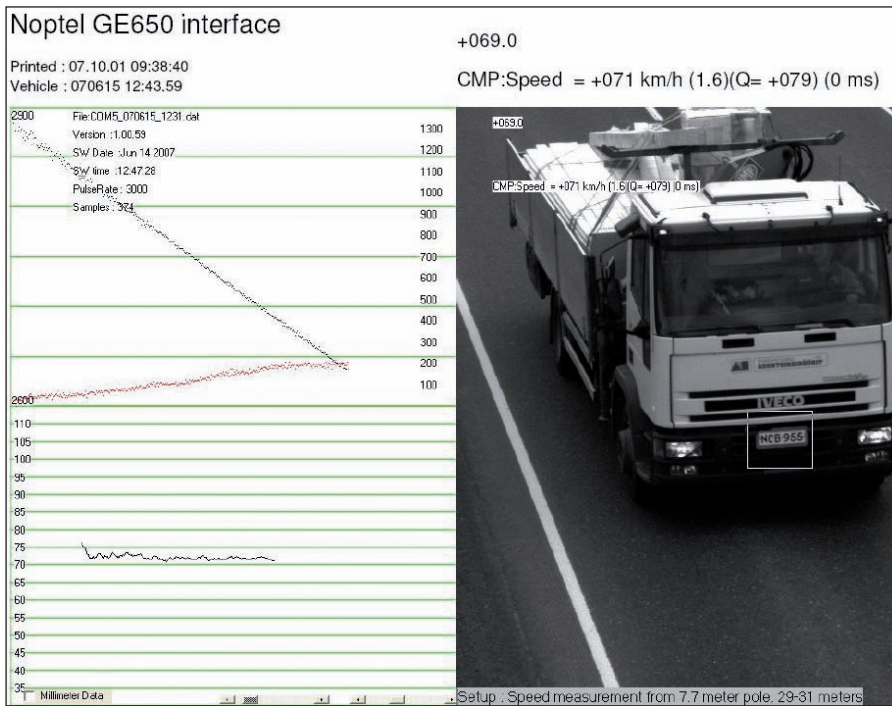 Noptel GE650 interface
Printed : 07.10.01 09:38:40
Vehicle : 070615 12:43.59
+069.0
CMP:Speed = +071 km/h (1.6)(Q= +079) (0 ms)
2900
File:COM5_070615_1231.dat
Version :1.00.59
SW Date :Jun 14 2007
SW time :12.47.28
PulseRate : 3000
Samples : 374
1300
1200
1100
1000
900
800
700
600
500
400
300
200
100
2600
110
105
100
95
90
85
80
75
70
65
60
55
50
45
40
35
Millimeter Data
+069.0
CMP:Speed = +071 km/h (1.6)(Q= +079) (0 ms)
IVECO
NCB 955
Setup : Speed measurement from 7.7 meter pole, 29-31 meters